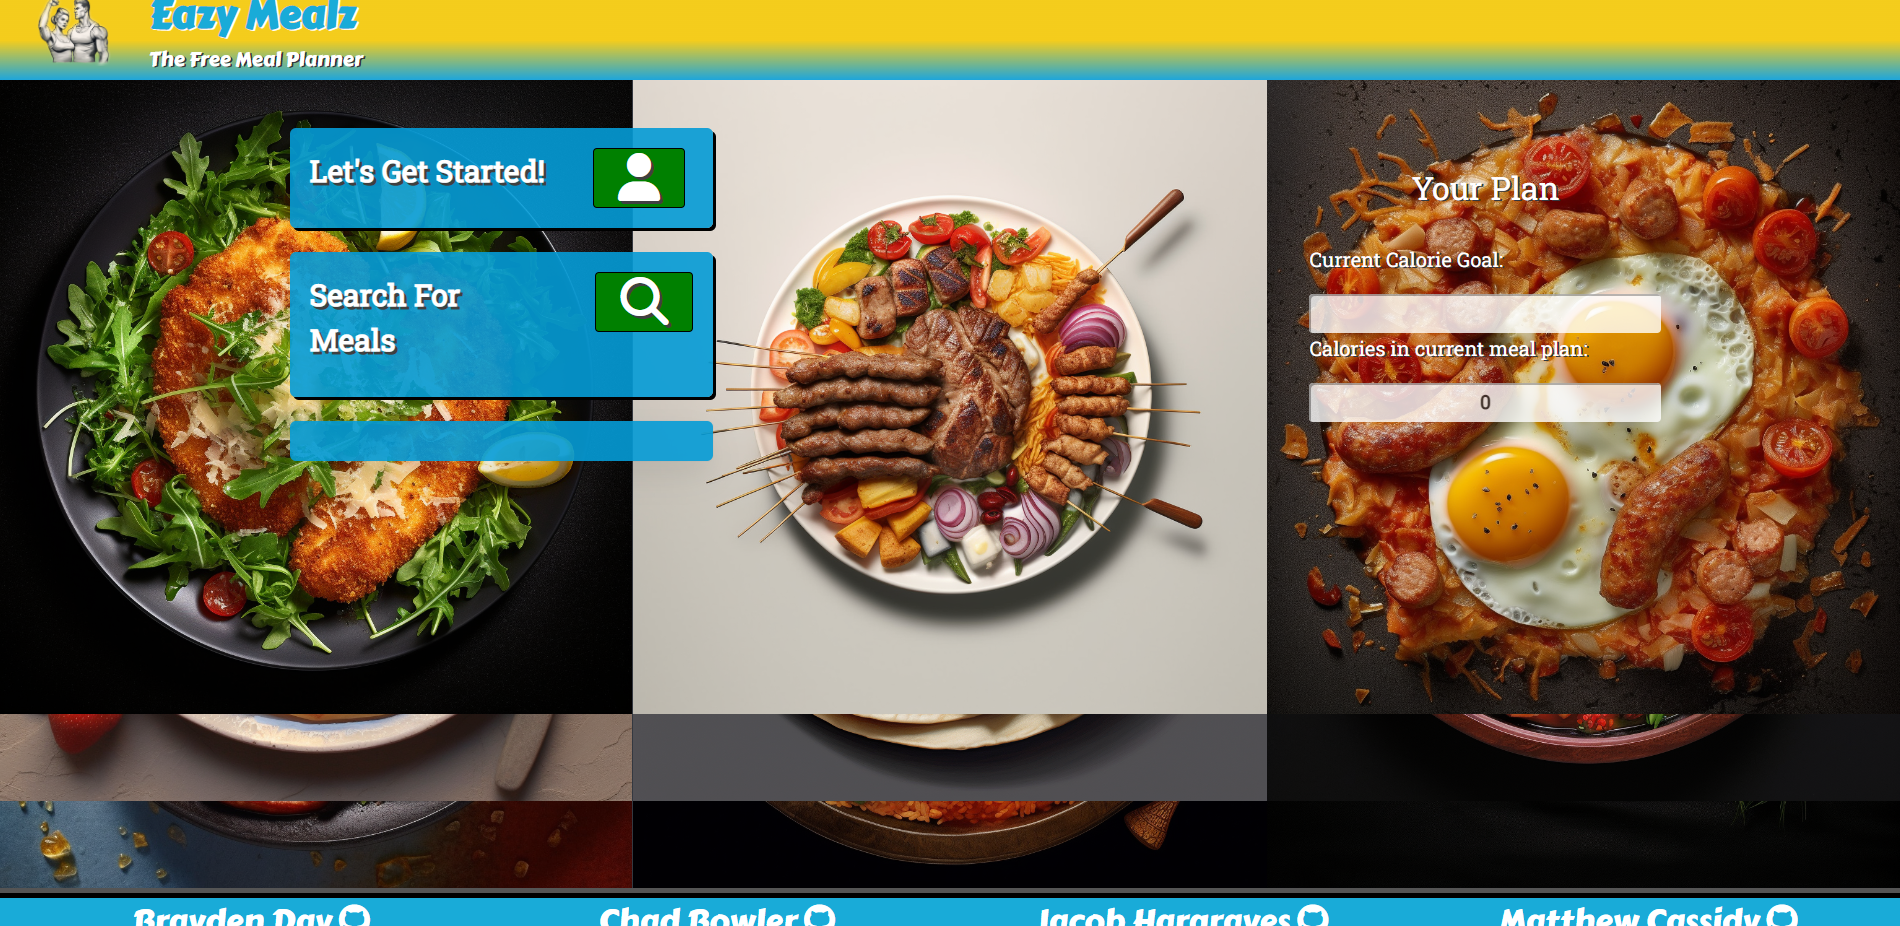 Eazy Mealz
The Free Meal Planner
Let's Get Started!
Search For
Meals
Your Plan
Current Calorie Goal:
Calories in current meal plan:
0
Brayden Day
Chad Bowler
Jacob Hargraves
Matthew Cassidy